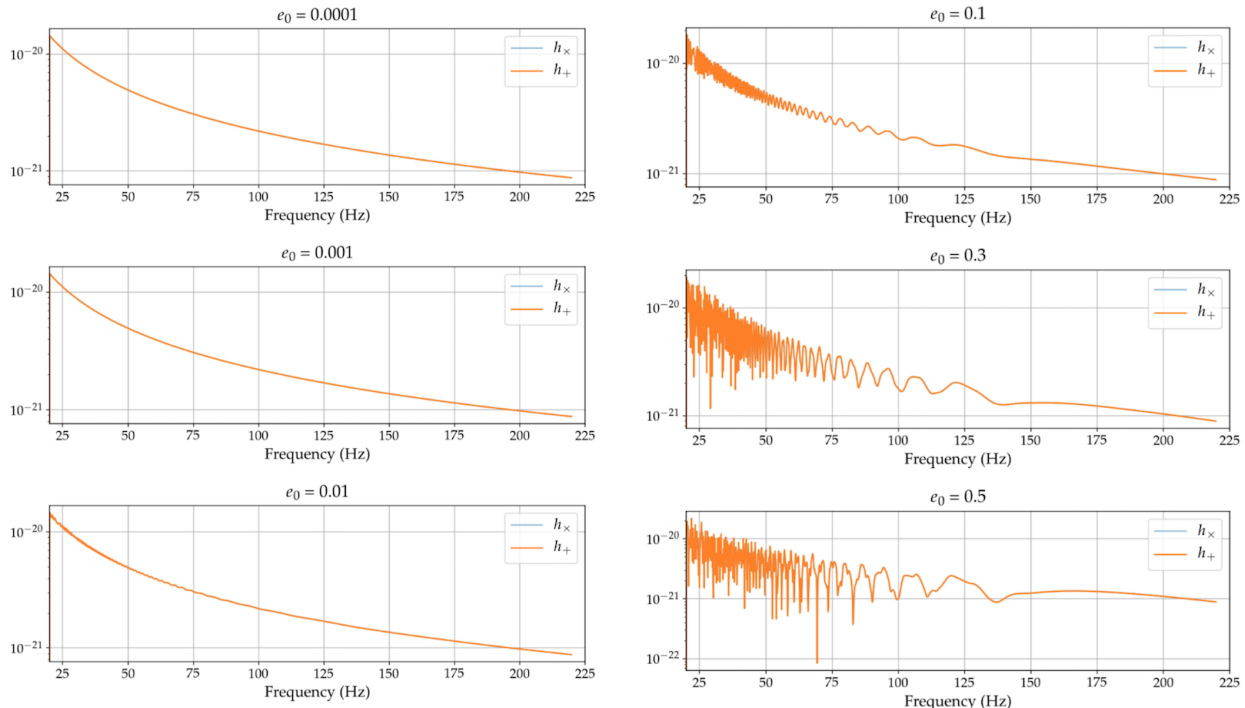 e₀ = 0.0001
10⁻²⁰
10⁻²¹
h×
h₊
25 50 75 100 125 150 175 200 225
Frequency (Hz)
e₀ = 0.001
10⁻²⁰
10⁻²¹
h×
h₊
25 50 75 100 125 150 175 200 225
Frequency (Hz)
e₀ = 0.01
10⁻²⁰
10⁻²¹
h×
h₊
25 50 75 100 125 150 175 200 225
Frequency (Hz)
e₀ = 0.1
10⁻²⁰
10⁻²¹
h×
h₊
25 50 75 100 125 150 175 200 225
Frequency (Hz)
e₀ = 0.3
10⁻²⁰
10⁻²¹
h×
h₊
25 50 75 100 125 150 175 200 225
Frequency (Hz)
e₀ = 0.5
10⁻²⁰
10⁻²¹
10⁻²²
h×
h₊
25 50 75 100 125 150 175 200 225
Frequency (Hz)